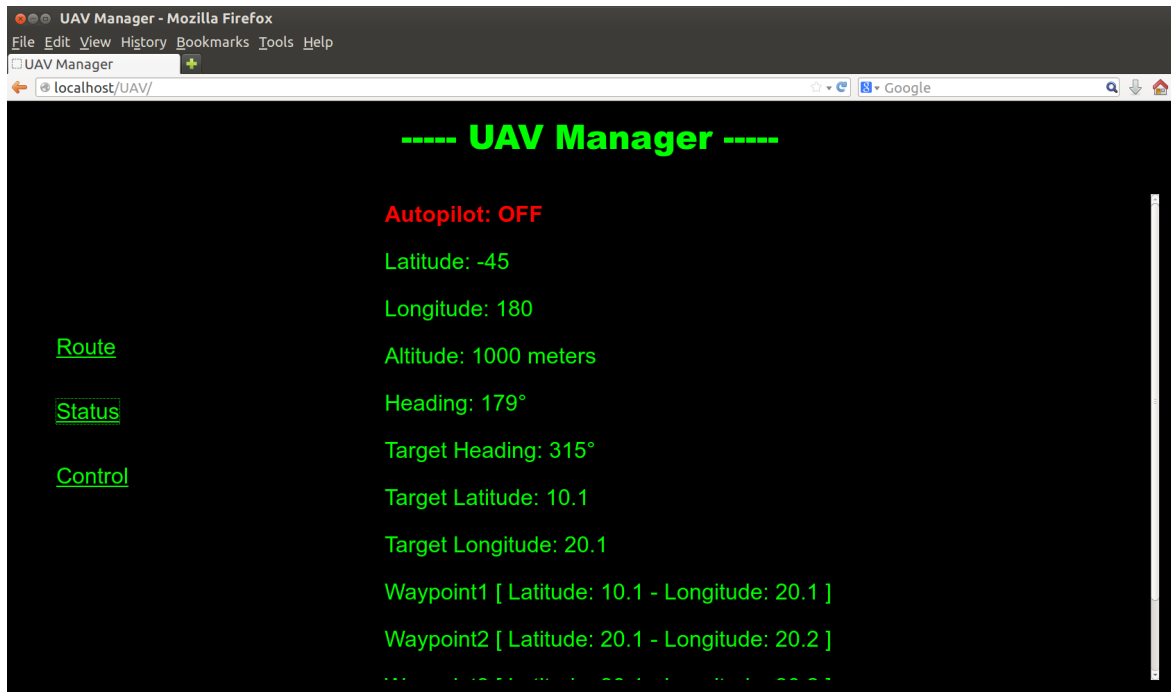 UAV Manager - Mozilla Firefox
File Edit View History Bookmarks Tools Help
UAV Manager
localhost/UAV/
Google
----- UAV Manager -----
Autopilot: OFF
Latitude: -45
Longitude: 180
Altitude: 1000 meters
Route
Heading: 179°
Status
Target Heading: 315°
Control
Target Latitude: 10.1
Target Longitude: 20.1
Waypoint1 [ Latitude: 10.1 - Longitude: 20.1 ]
Waypoint2 [ Latitude: 20.1 - Longitude: 20.2 ]